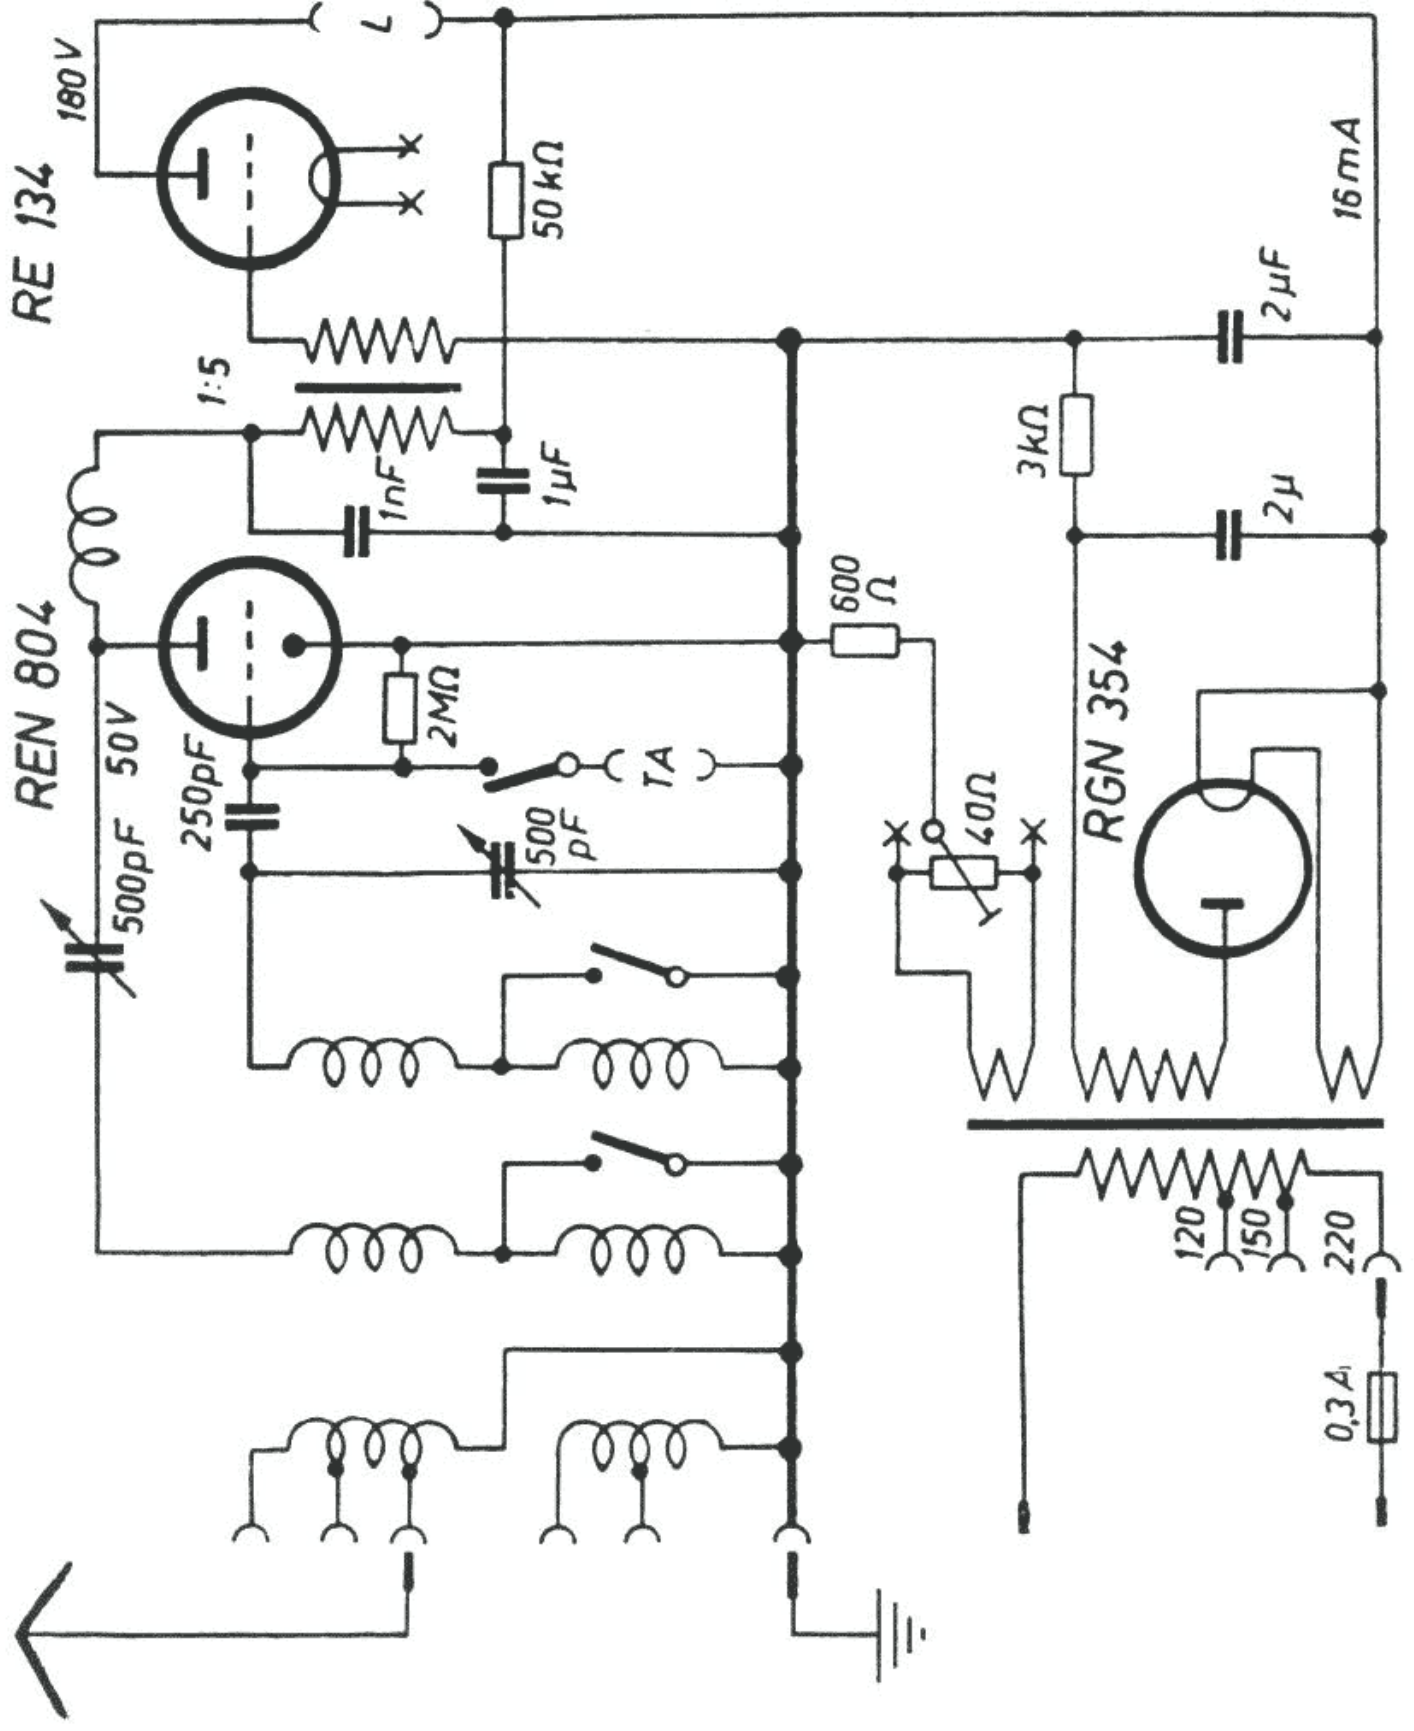 REN 804
RE 134
180V
L
500pF
50V
250pF
2MΩ
TA
500
pF
1:5
1nF
1µF
50kΩ
600
Ω
40Ω
3kΩ
RGN 354
2µ
2µF
16mA
120
150
220
0,3A